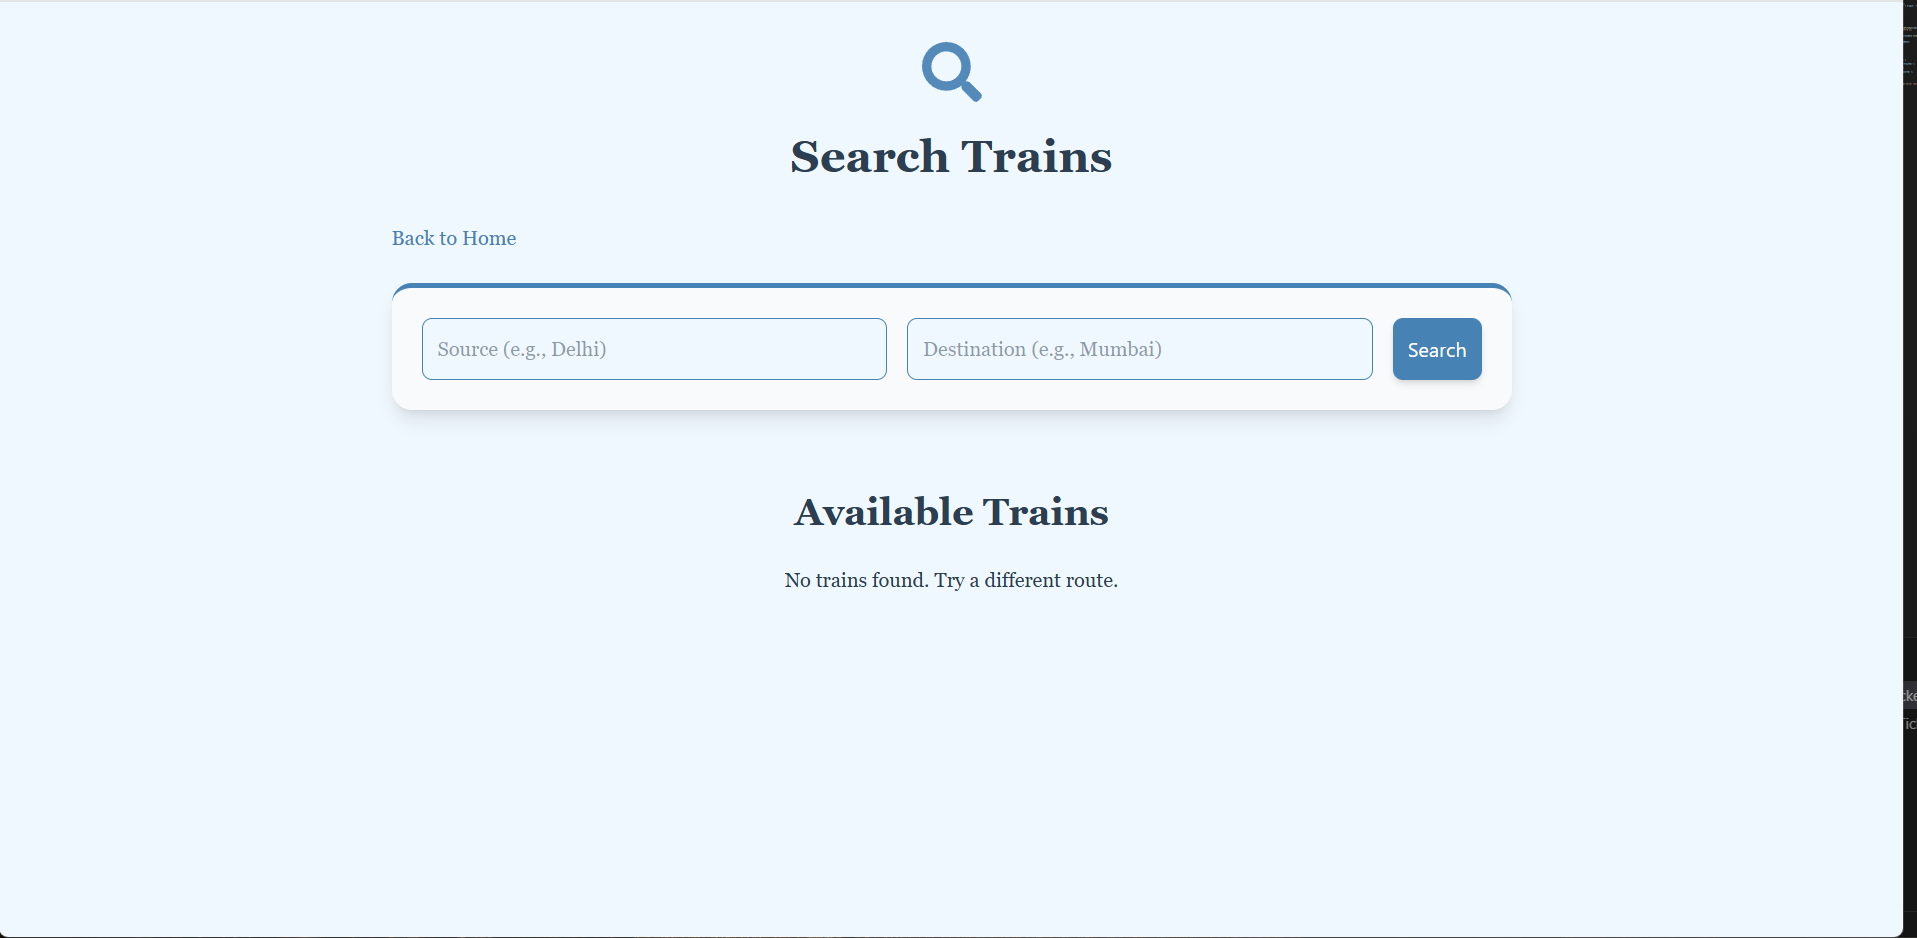 Search Trains
Back to Home
Source (e.g., Delhi)
Destination (e.g., Mumbai)
Search
Available Trains
No trains found. Try a different route.